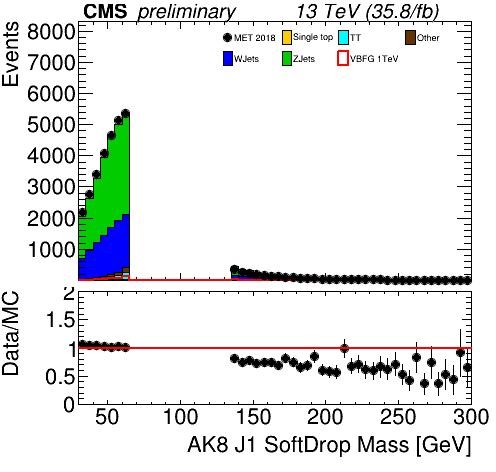 CMS preliminary 13 TeV (35.8/fb)
MET 2018 Single top TT Other
WJets ZJets VBFG 1TeV
Events
8000
7000
6000
5000
4000
3000
2000
1000
Data/MC
2
1.5
1
0.5
0
50 100 150 200 250 300
AK8 J1 SoftDrop Mass [GeV]